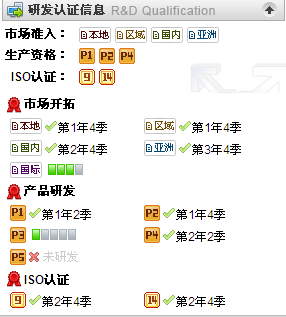 研发认证信息 R&D Qualification
市场准入： 本地 区域 国内 亚洲
生产资格： P1 P2 P4
ISO认证： 9 14
市场开拓
本地 第1年4季 区域 第1年4季
国内 第2年4季 亚洲 第3年4季
国际
产品研发
P1 第1年2季 P2 第1年4季
P3 P4 第2年2季
P5 未研发
ISO认证
9 第2年4季 14 第2年4季